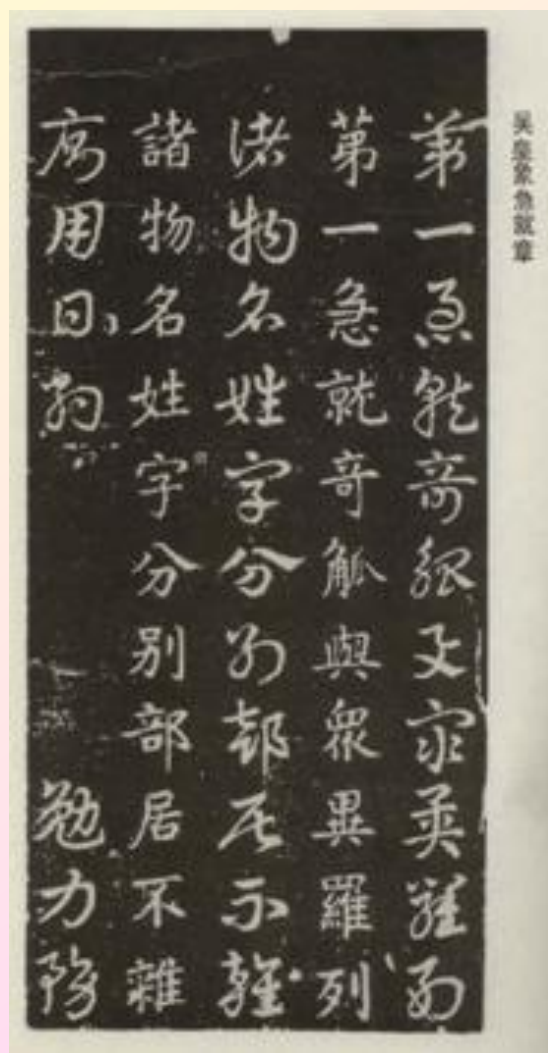 吳皇象急就章
第一急就奇觚與眾異羅列
第一急就奇觚與眾異羅列
諸物名姓字分別部居不雜
諸物名姓字分別部居不雜
廁用日約 勉力務